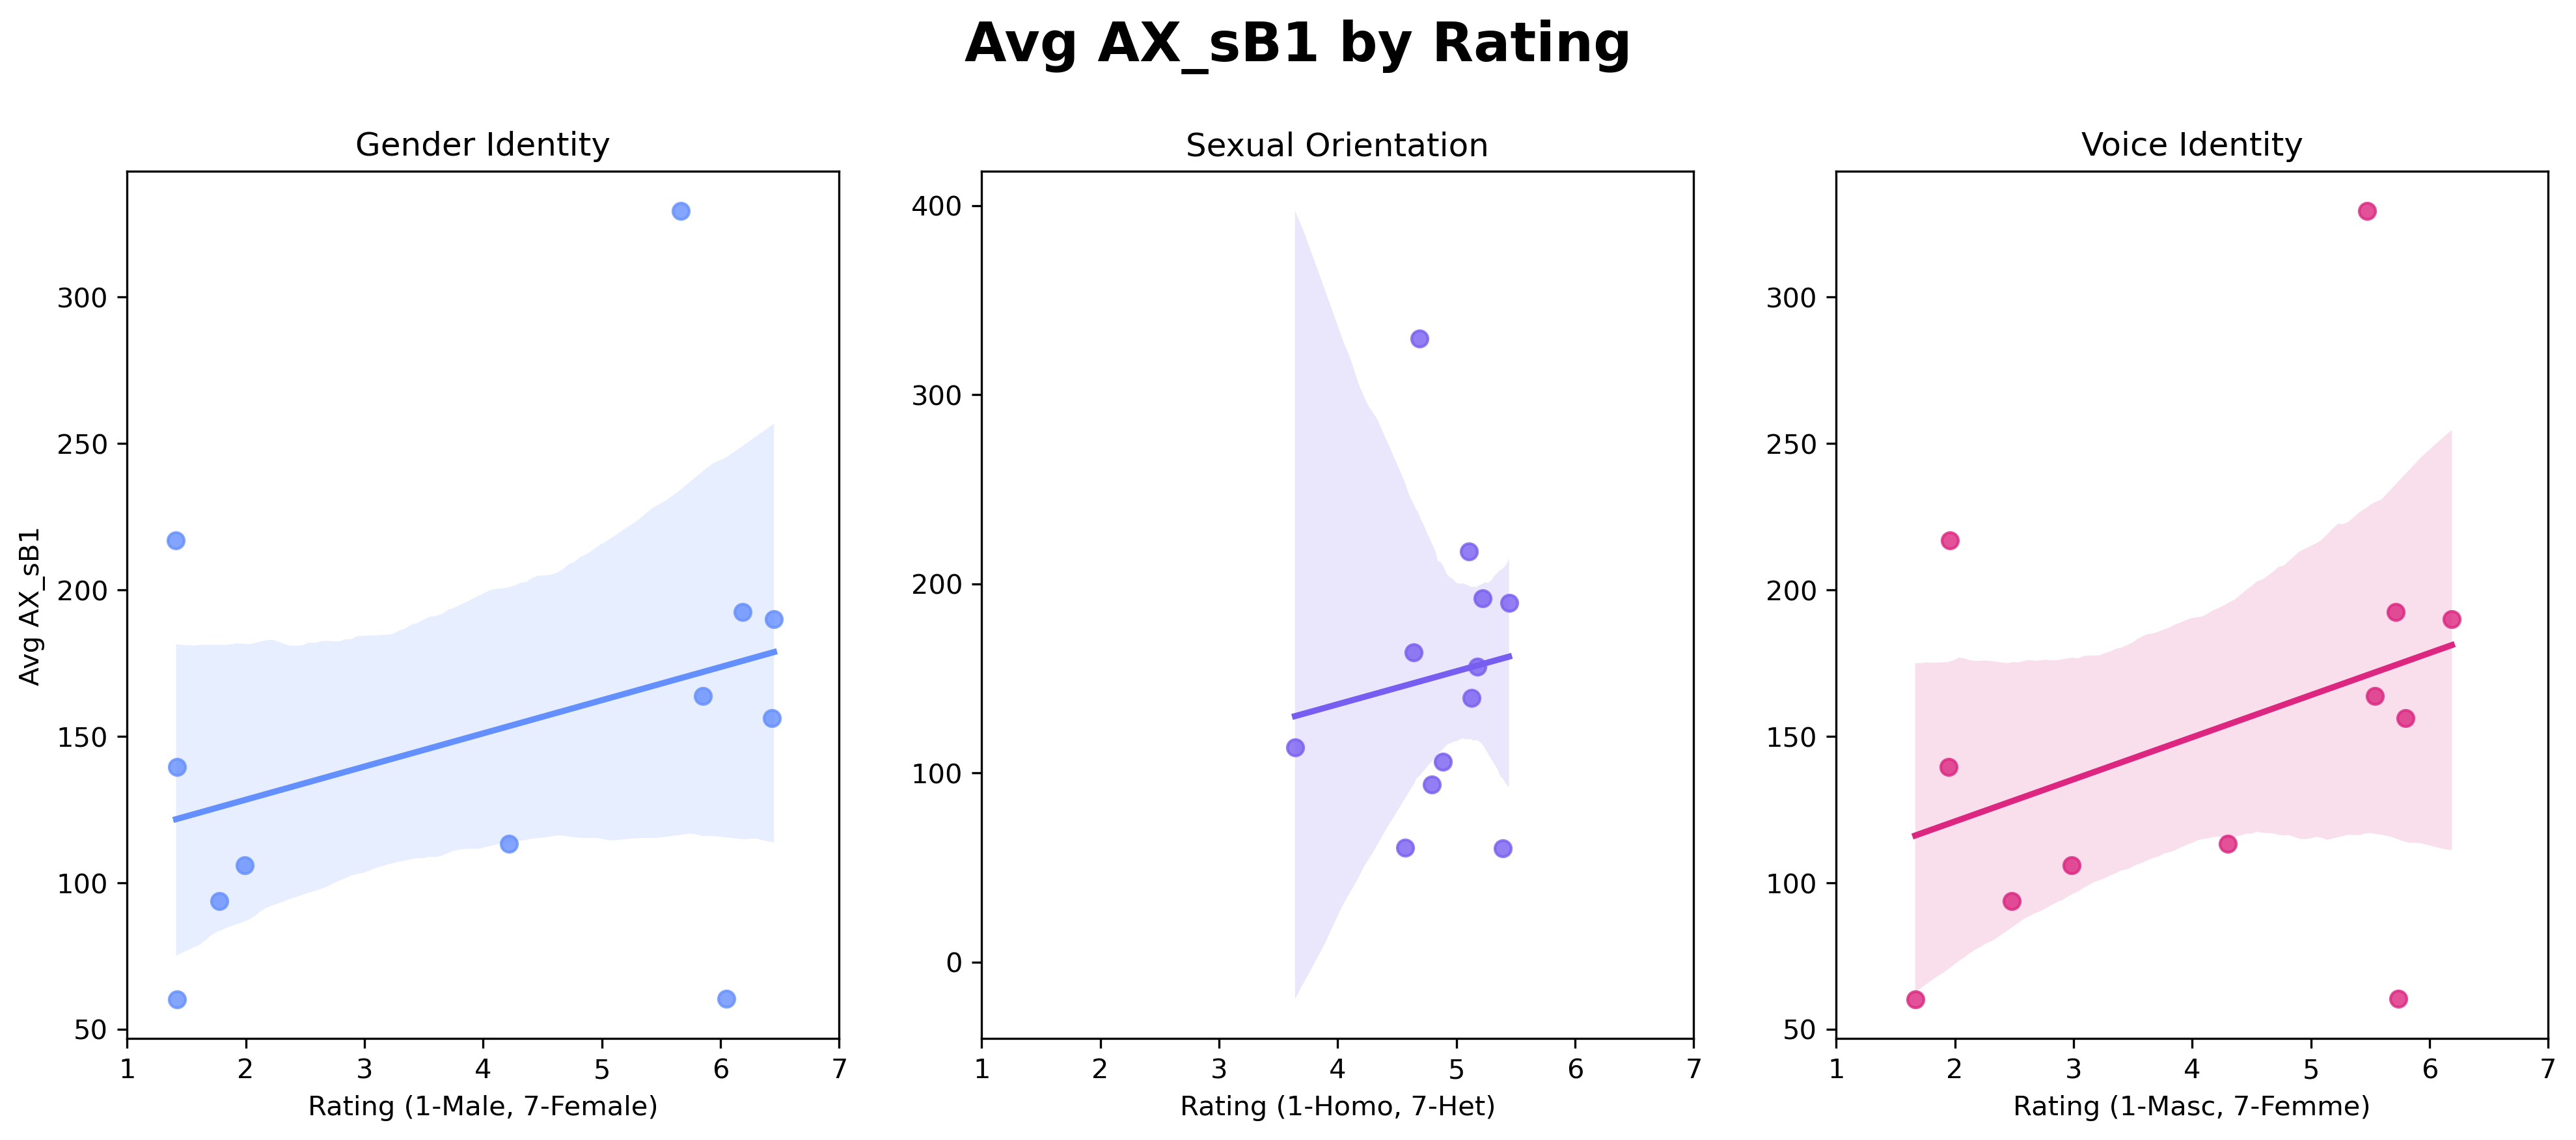 Avg AX_sB1 by Rating
Gender Identity
Sexual Orientation
Voice Identity
Avg AX_sB1
300
250
200
150
100
50
1 2 3 4 5 6 7
Rating (1-Male, 7-Female)
400
300
200
100
0
1 2 3 4 5 6 7
Rating (1-Homo, 7-Het)
300
250
200
150
100
50
1 2 3 4 5 6 7
Rating (1-Masc, 7-Femme)